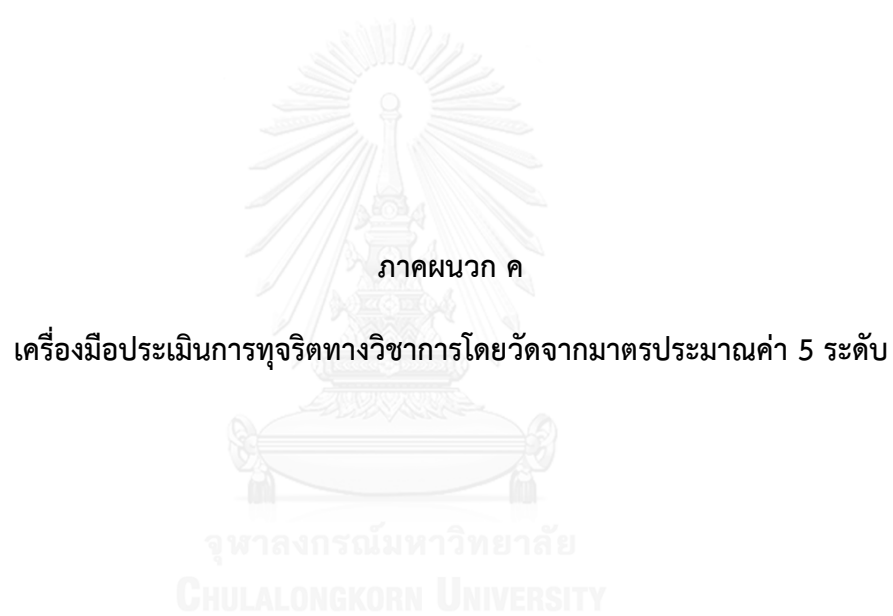 ภาคผนวก ค
เครื่องมือประเมินการทุจริตทางวิชาการโดยวัดจากมาตรประมาณค่า 5 ระดับ
จุฬาลงกรณ์มหาวิทยาลัย
CHULALONGKORN UNIVERSITY